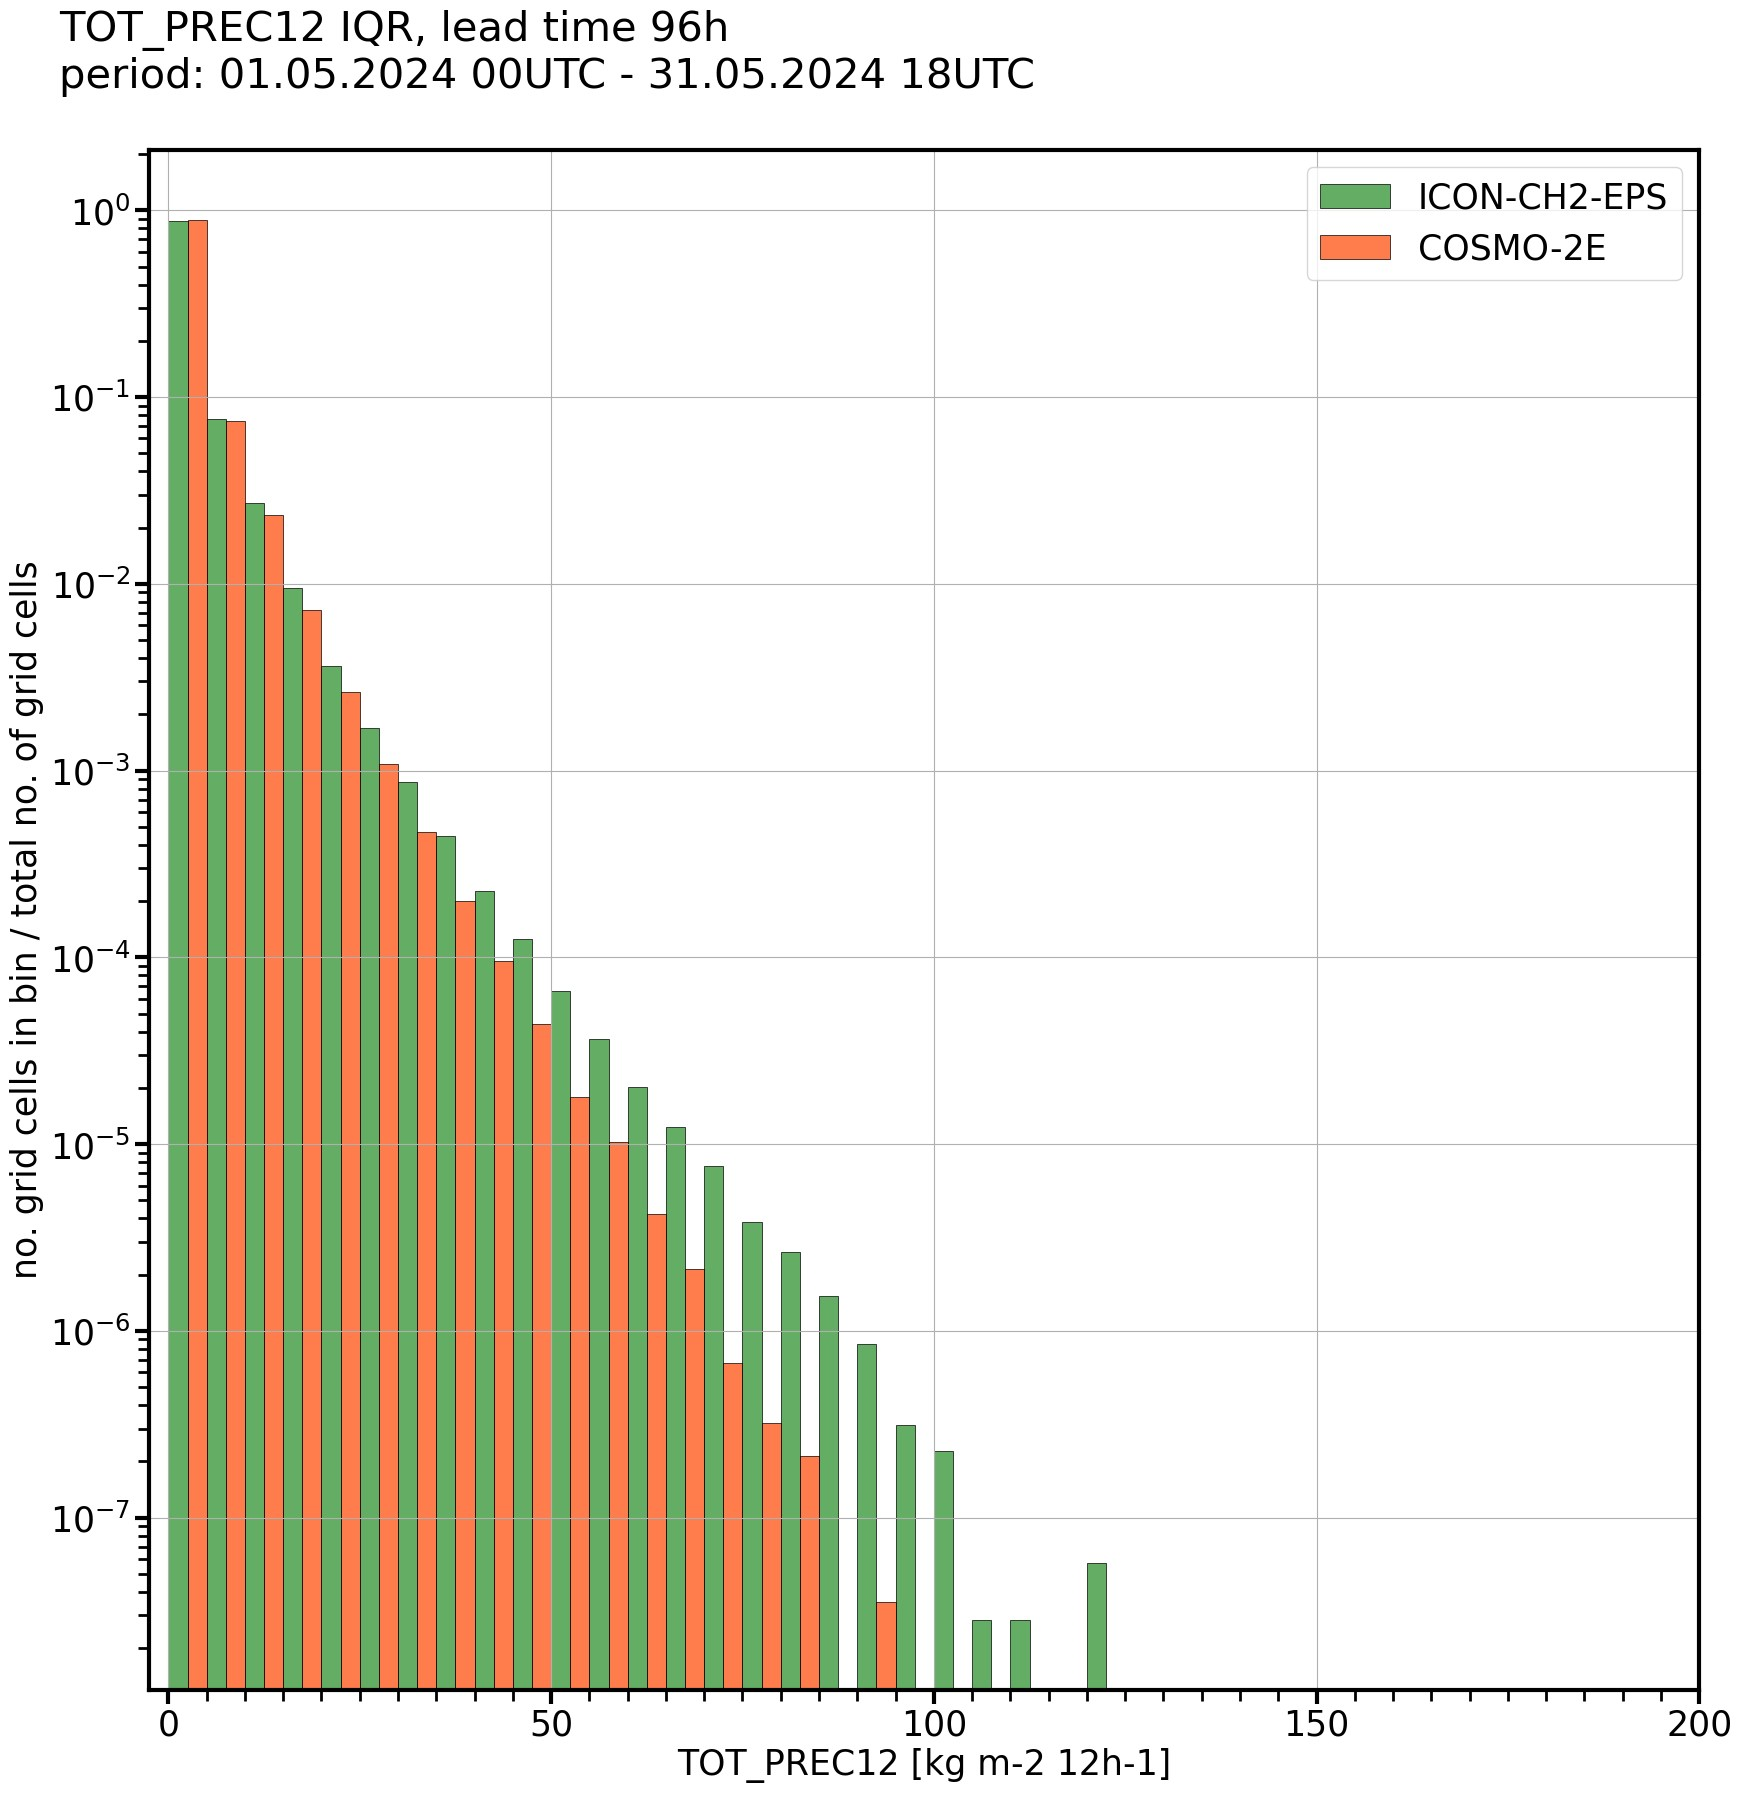 TOT_PREC12 IQR, lead time 96h
period: 01.05.2024 00UTC - 31.05.2024 18UTC
ICON-CH2-EPS
COSMO-2E
10⁰
10⁻¹
10⁻²
10⁻³
10⁻⁴
10⁻⁵
10⁻⁶
10⁻⁷
no. grid cells in bin / total no. of grid cells
0 50 100 150 200
TOT_PREC12 [kg m-2 12h-1]